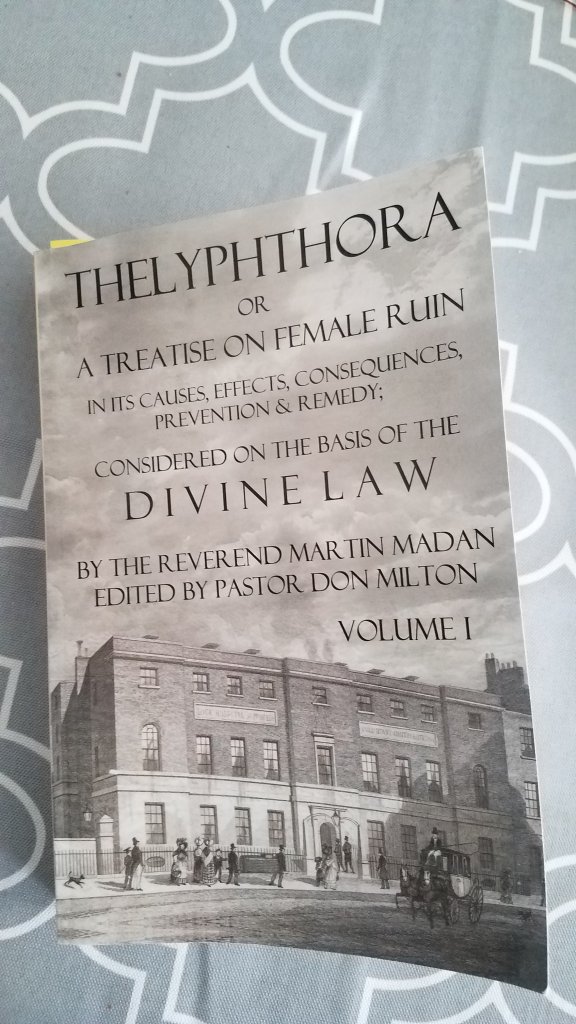 THELYPHTHORA
OR
A TREATISE ON FEMALE RUIN
IN ITS CAUSES, EFFECTS, CONSEQUENCES,
PREVENTION & REMEDY;
CONSIDERED ON THE BASIS OF THE
DIVINE LAW
BY THE REVEREND MARTIN MADAN
EDITED BY PASTOR DON MILTON
VOLUME I